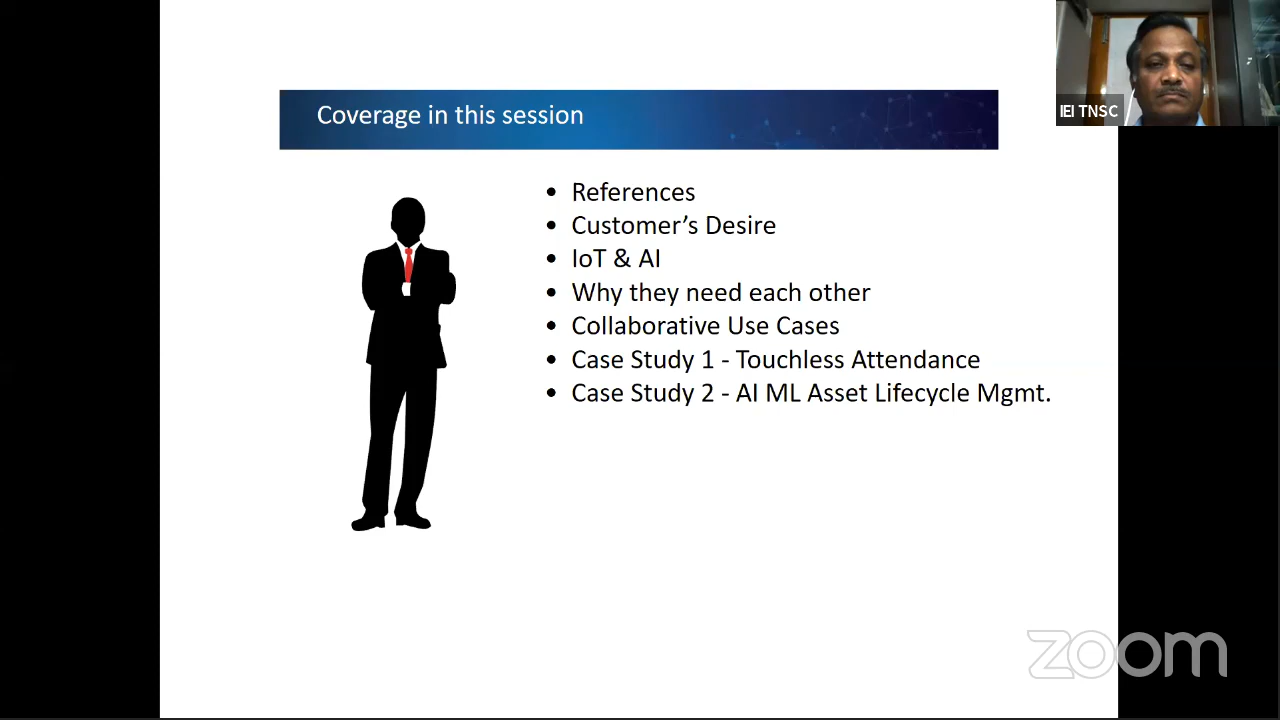 Coverage in this session
IEI TNSC
• References
• Customer’s Desire
• IoT & AI
• Why they need each other
• Collaborative Use Cases
• Case Study 1 - Touchless Attendance
• Case Study 2 - AI ML Asset Lifecycle Mgmt.
zoom